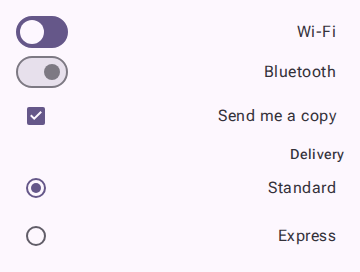 Wi-Fi
Bluetooth
Send me a copy
Delivery
Standard
Express